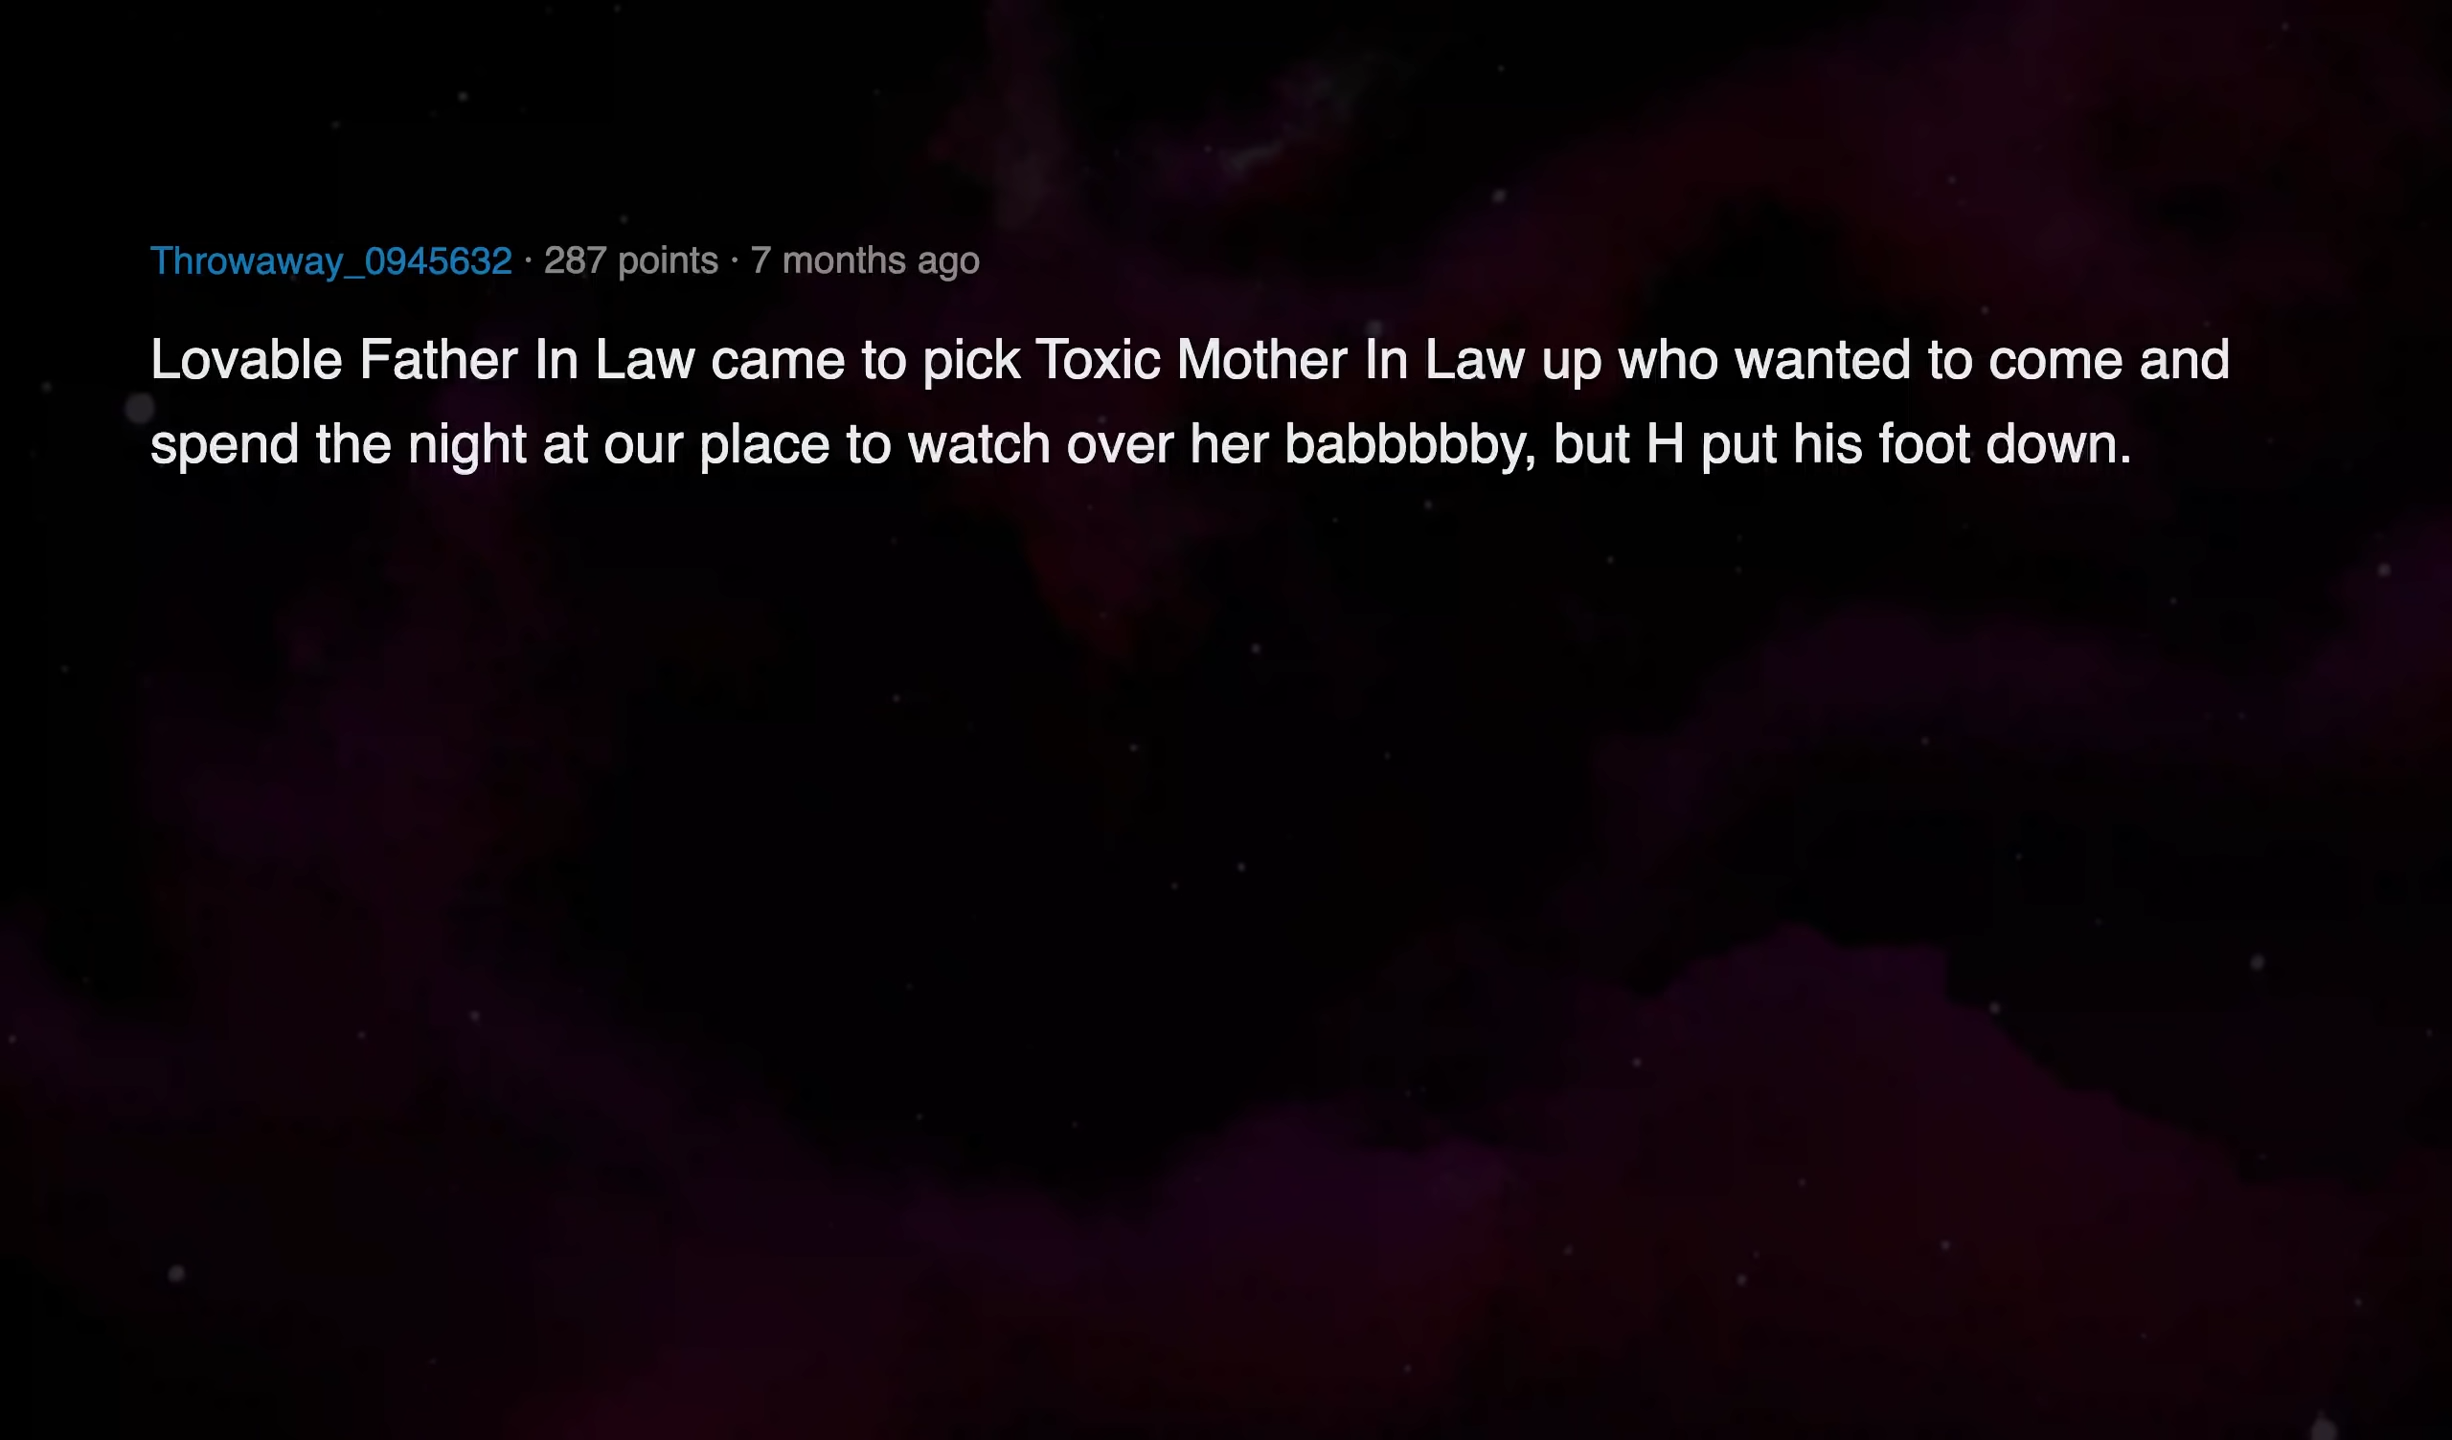 Throwaway_0945632 · 287 points · 7 months ago
Lovable Father In Law came to pick Toxic Mother In Law up who wanted to come and
spend the night at our place to watch over her babbbbby, but H put his foot down.